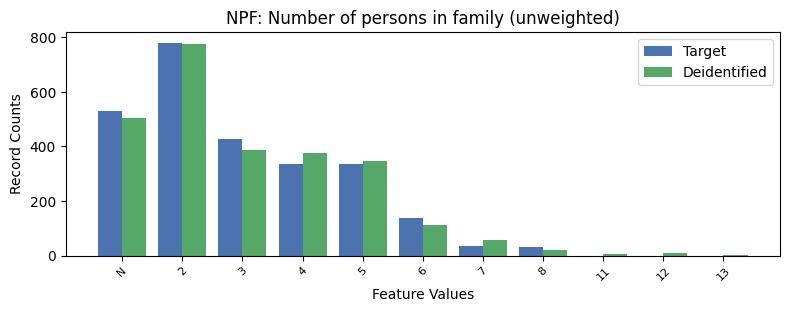 NPF: Number of persons in family (unweighted)
Target
Deidentified
Record Counts
800
600
400
200
0
N 2 3 4 5 6 7 8 11 12 13
Feature Values